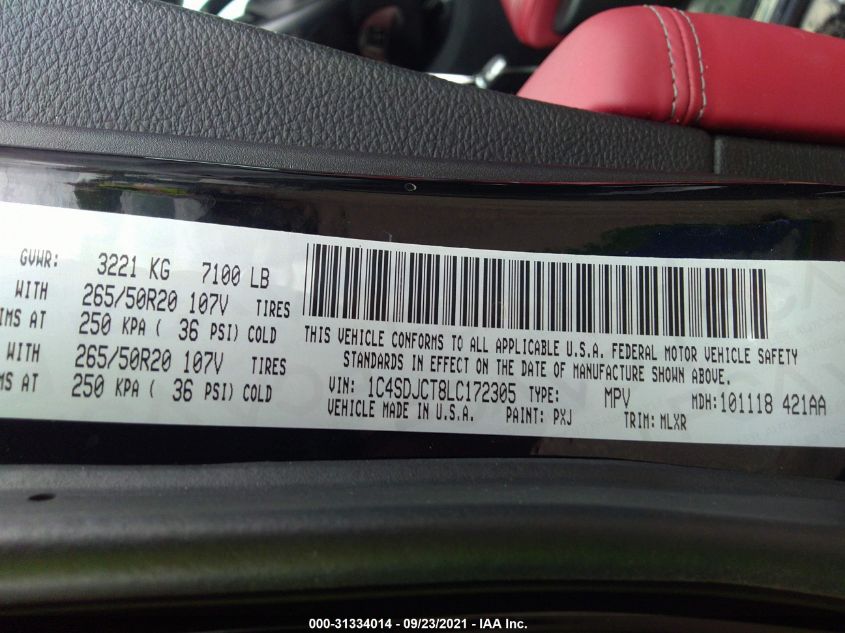 GVWR: 3221 KG 7100 LB
WITH 265/50R20 107V TIRES
IMS AT 250 KPA ( 36 PSI) COLD
WITH 265/50R20 107V TIRES
IMS AT 250 KPA ( 36 PSI) COLD
THIS VEHICLE CONFORMS TO ALL APPLICABLE U.S.A. FEDERAL MOTOR VEHICLE SAFETY
STANDARDS IN EFFECT ON THE DATE OF MANUFACTURE SHOWN ABOVE.
VIN: 1C4SDJCT8LC172305 TYPE: MPV MDH:101118 421AA
VEHICLE MADE IN U.S.A. PAINT: PXJ TRIM: MLXR
000-31334014 - 09/23/2021 - IAA Inc.